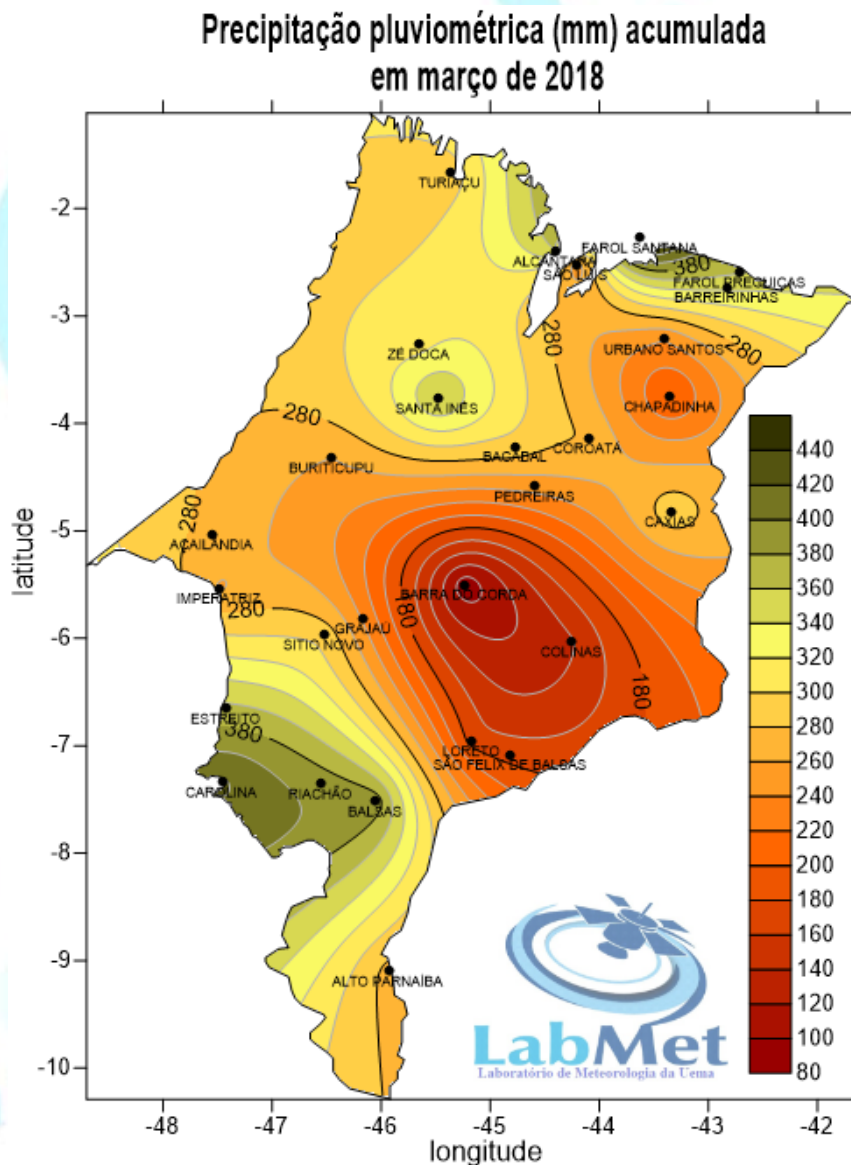 Precipitação pluviométrica (mm) acumulada
em março de 2018
TURIAÇU
-2
FAROL SANTANA
ALCÂNTARA
380
SÃO LUÍS
FAROL PREGUIÇAS
BARREIRINHAS
-3
280
280
URBANO SANTOS
ZÉ DOCA
SANTA INÊS
CHAPADINHA
-4
280
COROATÁ
BACABAL
440
BURITICUPU
PEDREIRAS
420
280
CAXIAS
400
-5
AÇAILANDIA
380
latitude
360
IMPERATRIZ
BARRA DO CORDA
280
180
340
GRAJAU
-6
SITIO NOVO
COLINAS
320
180
300
ESTREITO
280
380
-7
LORETO
260
SÃO FELIX DE BALSAS
CAROLINA
RIACHÃO
240
BALSAS
220
-8
200
180
160
-9
ALTO PARNAÍBA
140
120
LabMet
100
Laboratório de Meteorologia da Uema
80
-10
-48
-47
-46
-45
-44
-43
-42
longitude